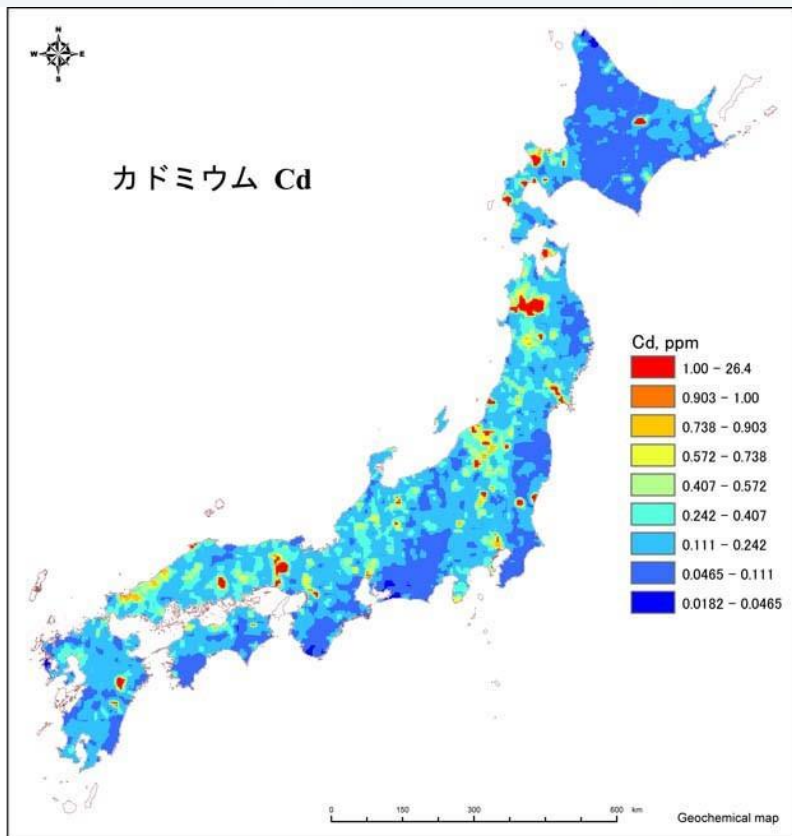 N
W E
S
カドミウム Cd
Cd, ppm
1.00 - 26.4
0.903 - 1.00
0.738 - 0.903
0.572 - 0.738
0.407 - 0.572
0.242 - 0.407
0.111 - 0.242
0.0465 - 0.111
0.0182 - 0.0465
0 150 300 600 km
Geochemical map